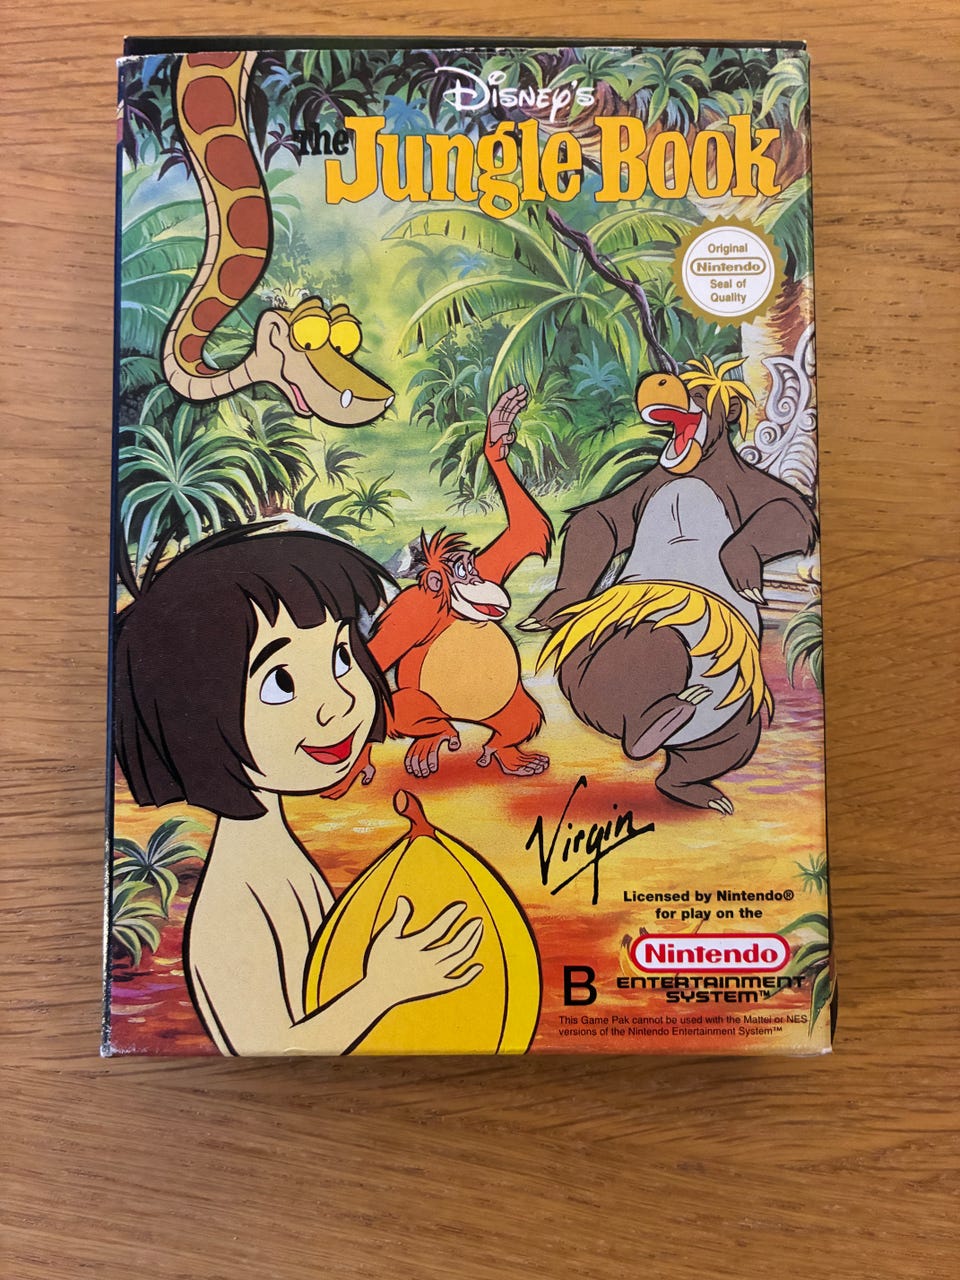 Disney's
The Jungle Book
Original
Nintendo
Seal of
Quality
Virgin
Licensed by Nintendo®
for play on the
Nintendo
B ENTERTAINMENT
SYSTEM™
This Game Pak cannot be used with the Mattel or NES
versions of the Nintendo Entertainment System™